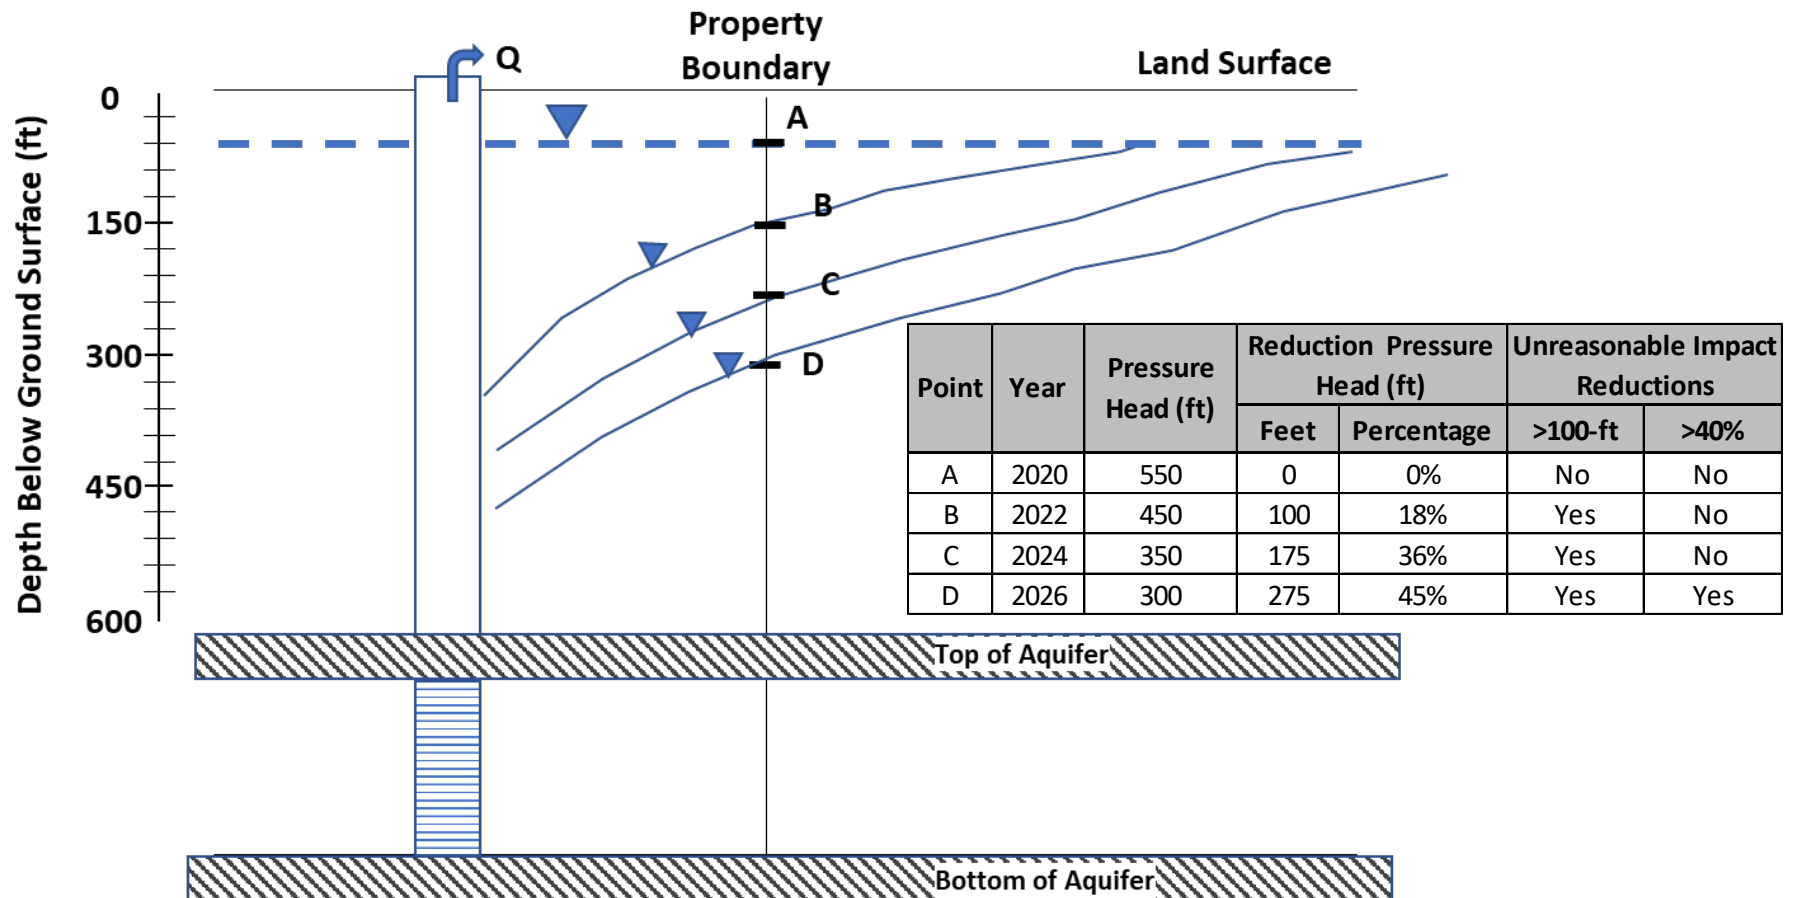 Property
Boundary
Land Surface
Q
Depth Below Ground Surface (ft)
0
150
300
450
600
A
B
C
D
Point Year Pressure Head (ft) Reduction Pressure Head (ft) Unreasonable Impact Reductions
Feet Percentage >100-ft >40%
A 2020 550 0 0% No No
B 2022 450 100 18% Yes No
C 2024 350 175 36% Yes No
D 2026 300 275 45% Yes Yes
Top of Aquifer
Bottom of Aquifer